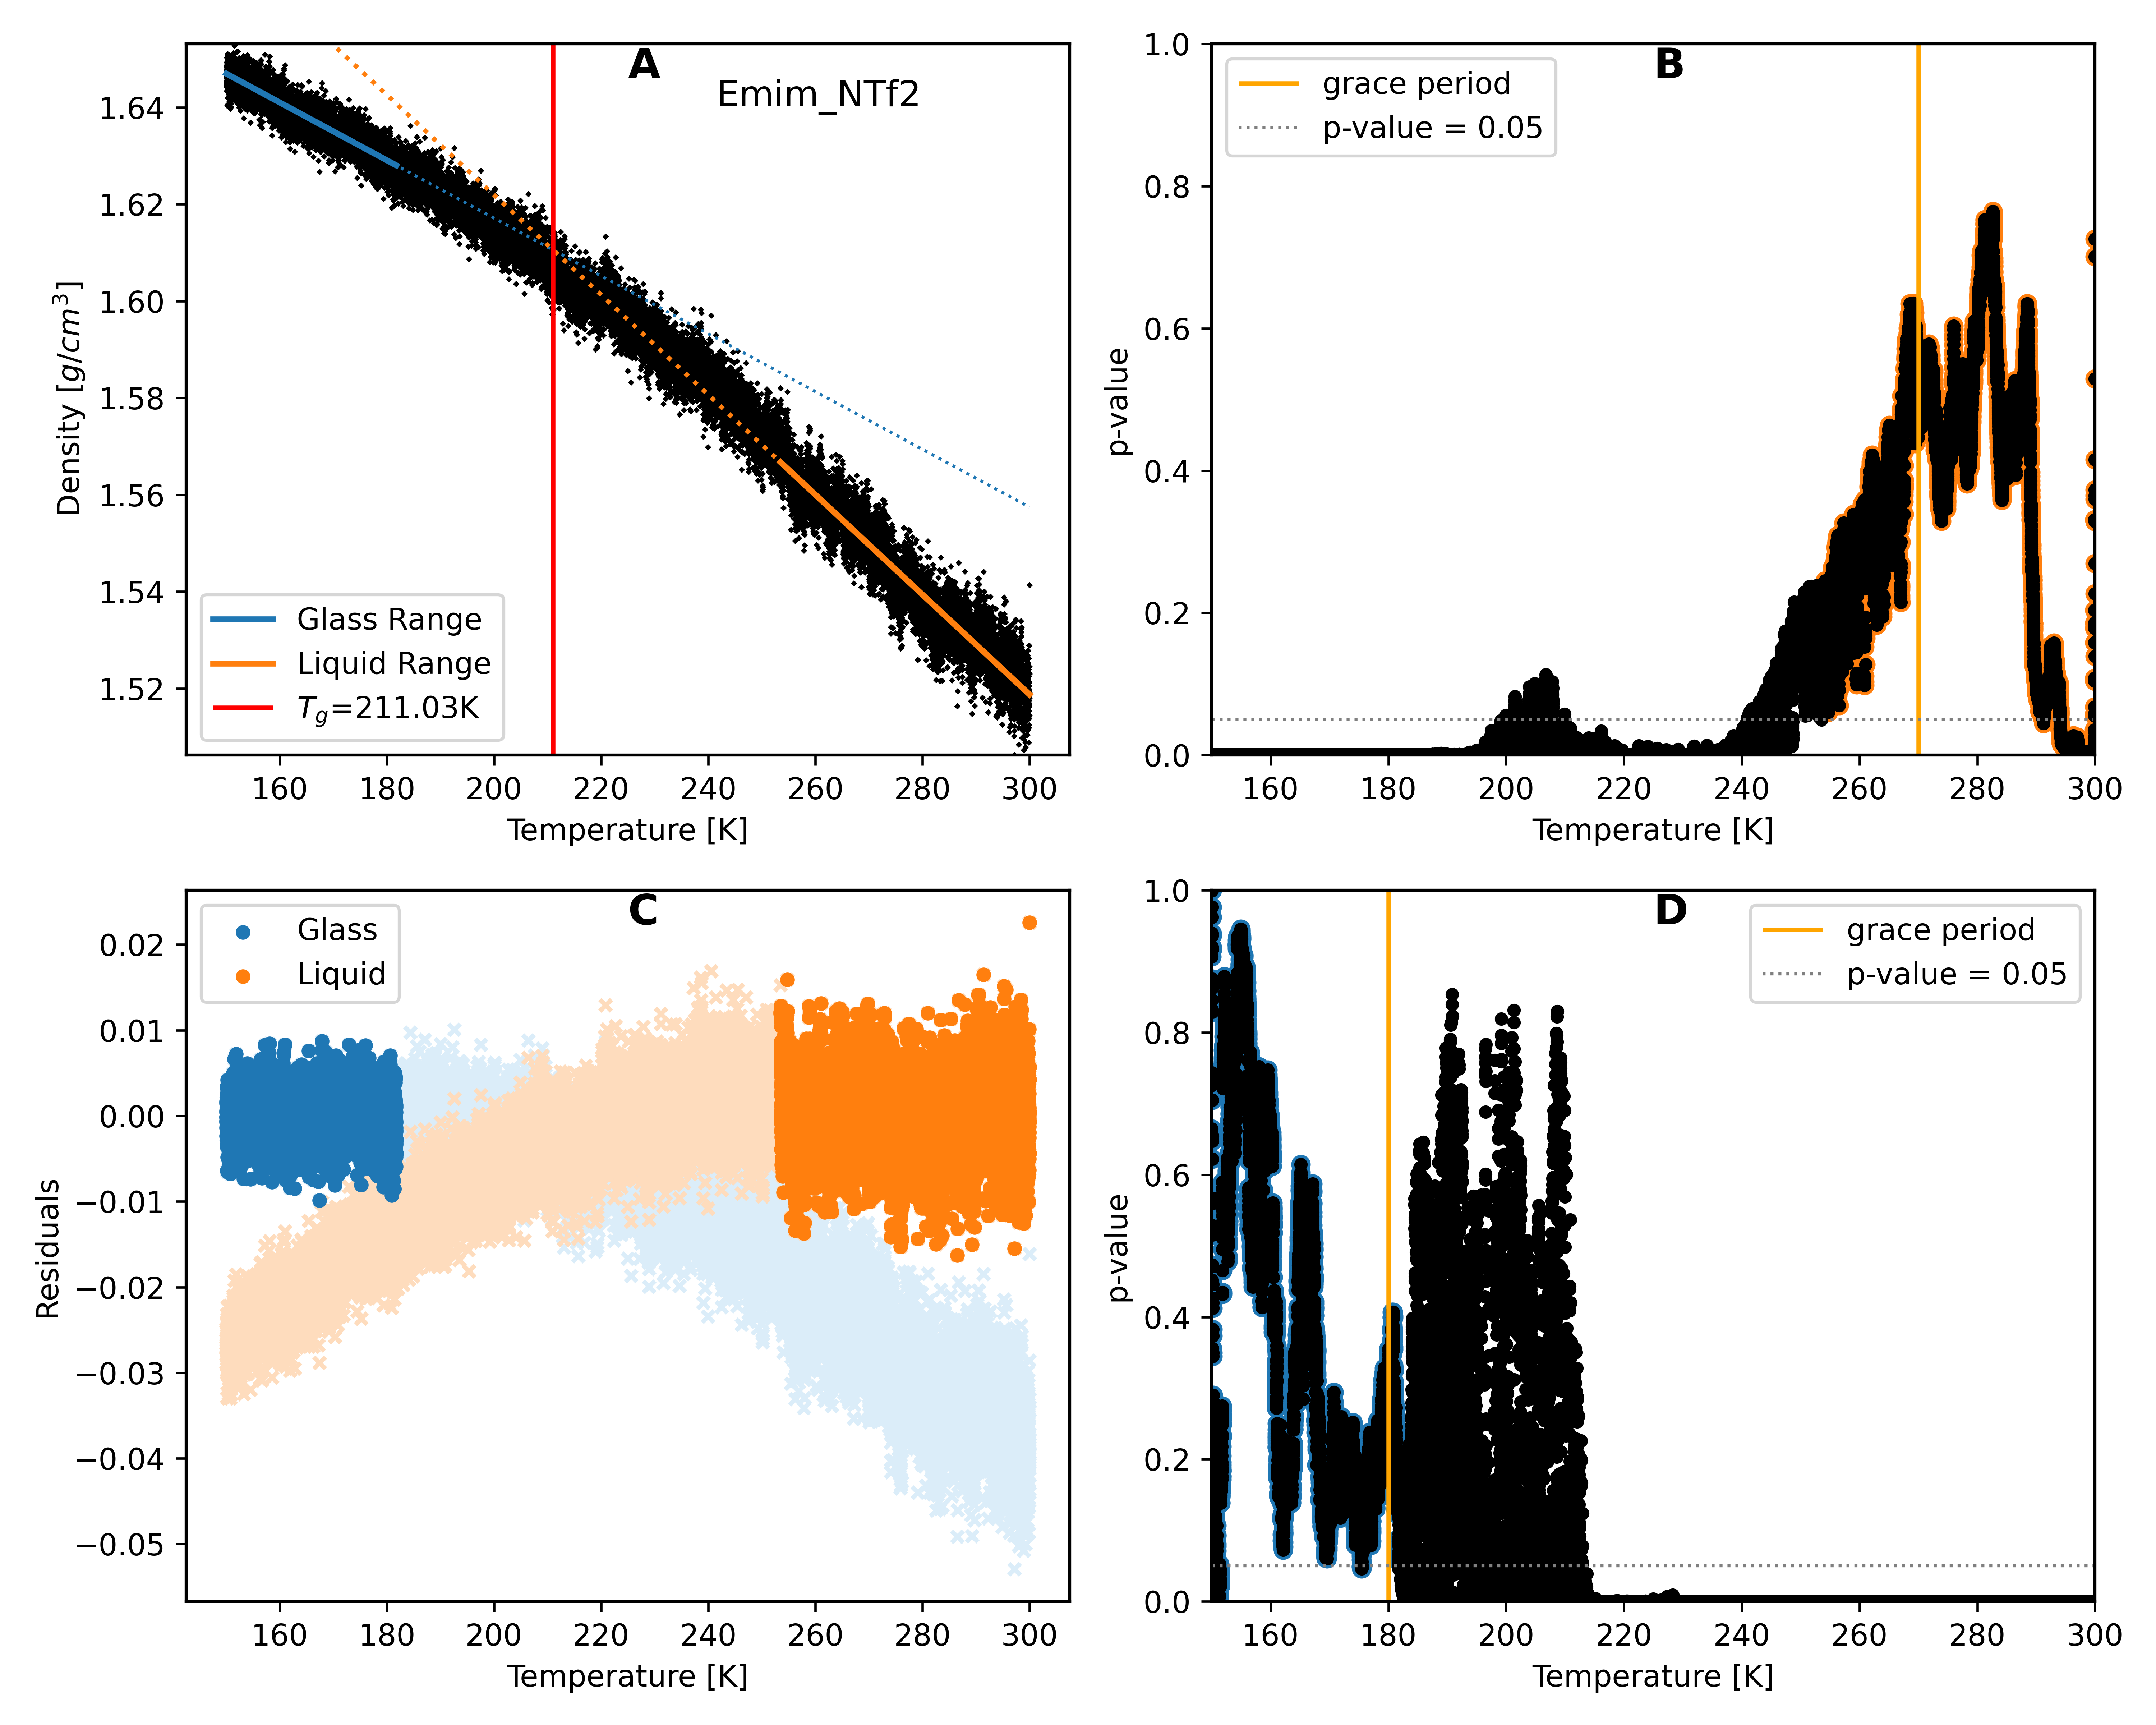 A
Emim_NTf2
Density [g/cm³]
1.64
1.62
1.60
1.58
1.56
1.54
1.52
Glass Range
Liquid Range
T_g=211.03K
160 180 200 220 240 260 280 300
Temperature [K]
B
grace period
p-value = 0.05
p-value
1.0
0.8
0.6
0.4
0.2
0.0
160 180 200 220 240 260 280 300
Temperature [K]
C
Glass
Liquid
Residuals
0.02
0.01
0.00
−0.01
−0.02
−0.03
−0.04
−0.05
160 180 200 220 240 260 280 300
Temperature [K]
D
grace period
p-value = 0.05
p-value
1.0
0.8
0.6
0.4
0.2
0.0
160 180 200 220 240 260 280 300
Temperature [K]